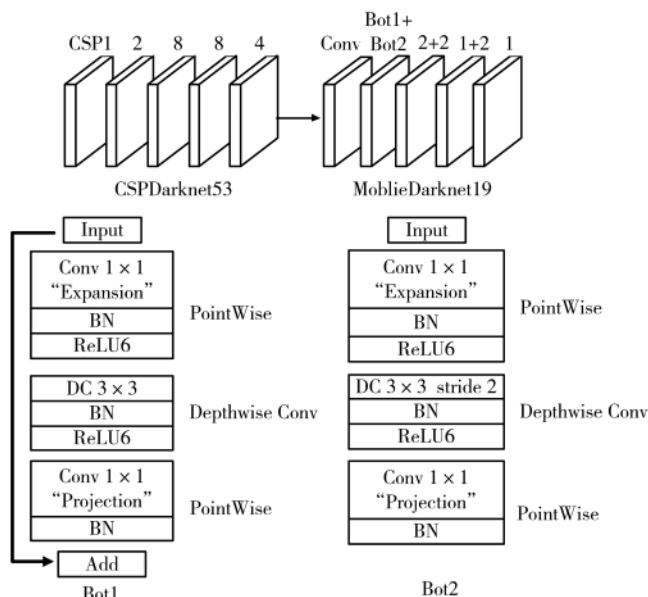 Bot1+
CSP1 2 8 8 4 Conv Bot2 2+2 1+2 1
CSPDarknet53 MoblieDarknet19
Input
Conv 1 × 1
“Expansion”
BN
ReLU6
PointWise
DC 3 × 3
BN
ReLU6
Depthwise Conv
Conv 1 × 1
“Projection”
BN
PointWise
Add
Bot1
Input
Conv 1 × 1
“Expansion”
BN
ReLU6
PointWise
DC 3 × 3 stride 2
BN
ReLU6
Depthwise Conv
Conv 1 × 1
“Projection”
BN
PointWise
Bot2